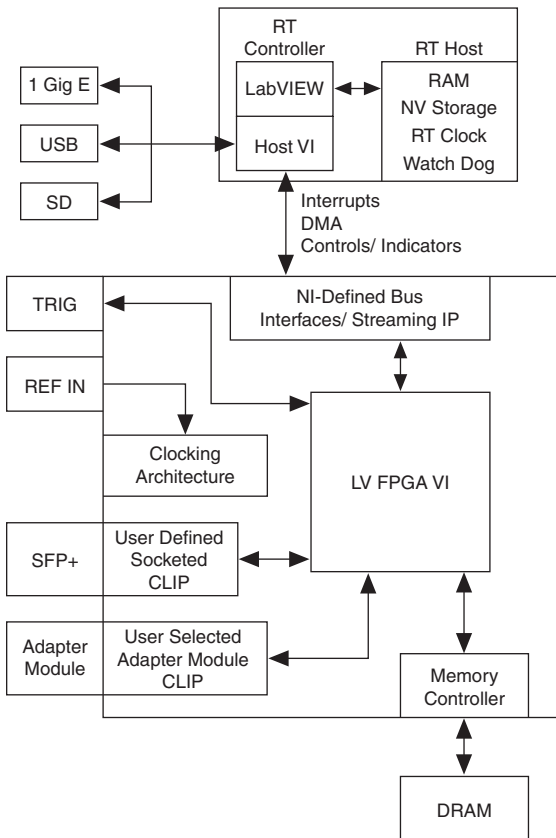 RT
Controller
RT Host
LabVIEW
Host VI
RAM
NV Storage
RT Clock
Watch Dog
1 Gig E
USB
SD
Interrupts
DMA
Controls/ Indicators
NI-Defined Bus
Interfaces/ Streaming IP
TRIG
REF IN
Clocking
Architecture
LV FPGA VI
SFP+
User Defined
Socketed
CLIP
Adapter
Module
User Selected
Adapter Module
CLIP
Memory
Controller
DRAM